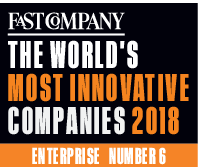 FAST COMPANY
THE WORLD'S
MOST INNOVATIVE
COMPANIES 2018
ENTERPRISE NUMBER 6